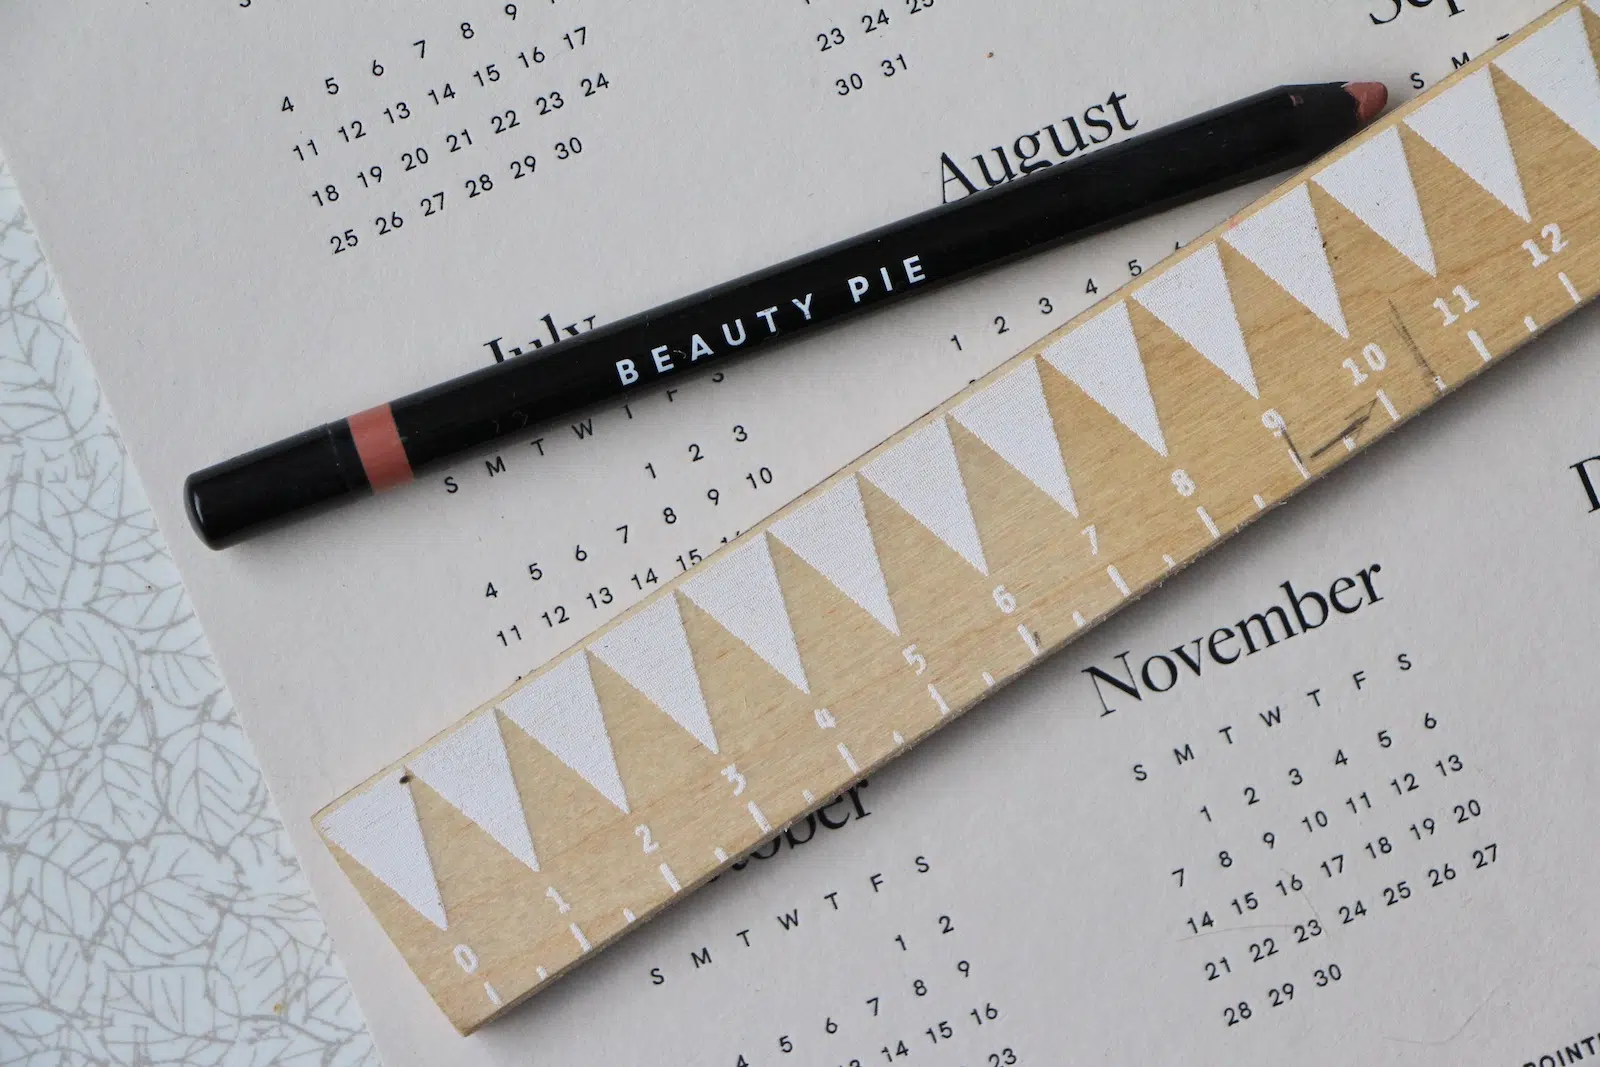 4 5 6 7 8 9
11 12 13 14 15 16 17
18 19 20 21 22 23 24
25 26 27 28 29 30
23 24 25
30 31
July
S M T W T F S
1 2 3
4 5 6 7 8 9 10
11 12 13 14 15
BEAUTY PIE
August
1 2 3 4 5
S M
0 1 2 3 4 5 6 7 8 9 10 11 12
S M T W T F S
1 2
4 5 6 7 8 9
14 15 16
23
November
S M T W T F S
1 2 3 4 5 6
7 8 9 10 11 12 13
14 15 16 17 18 19 20
21 22 23 24 25 26 27
28 29 30